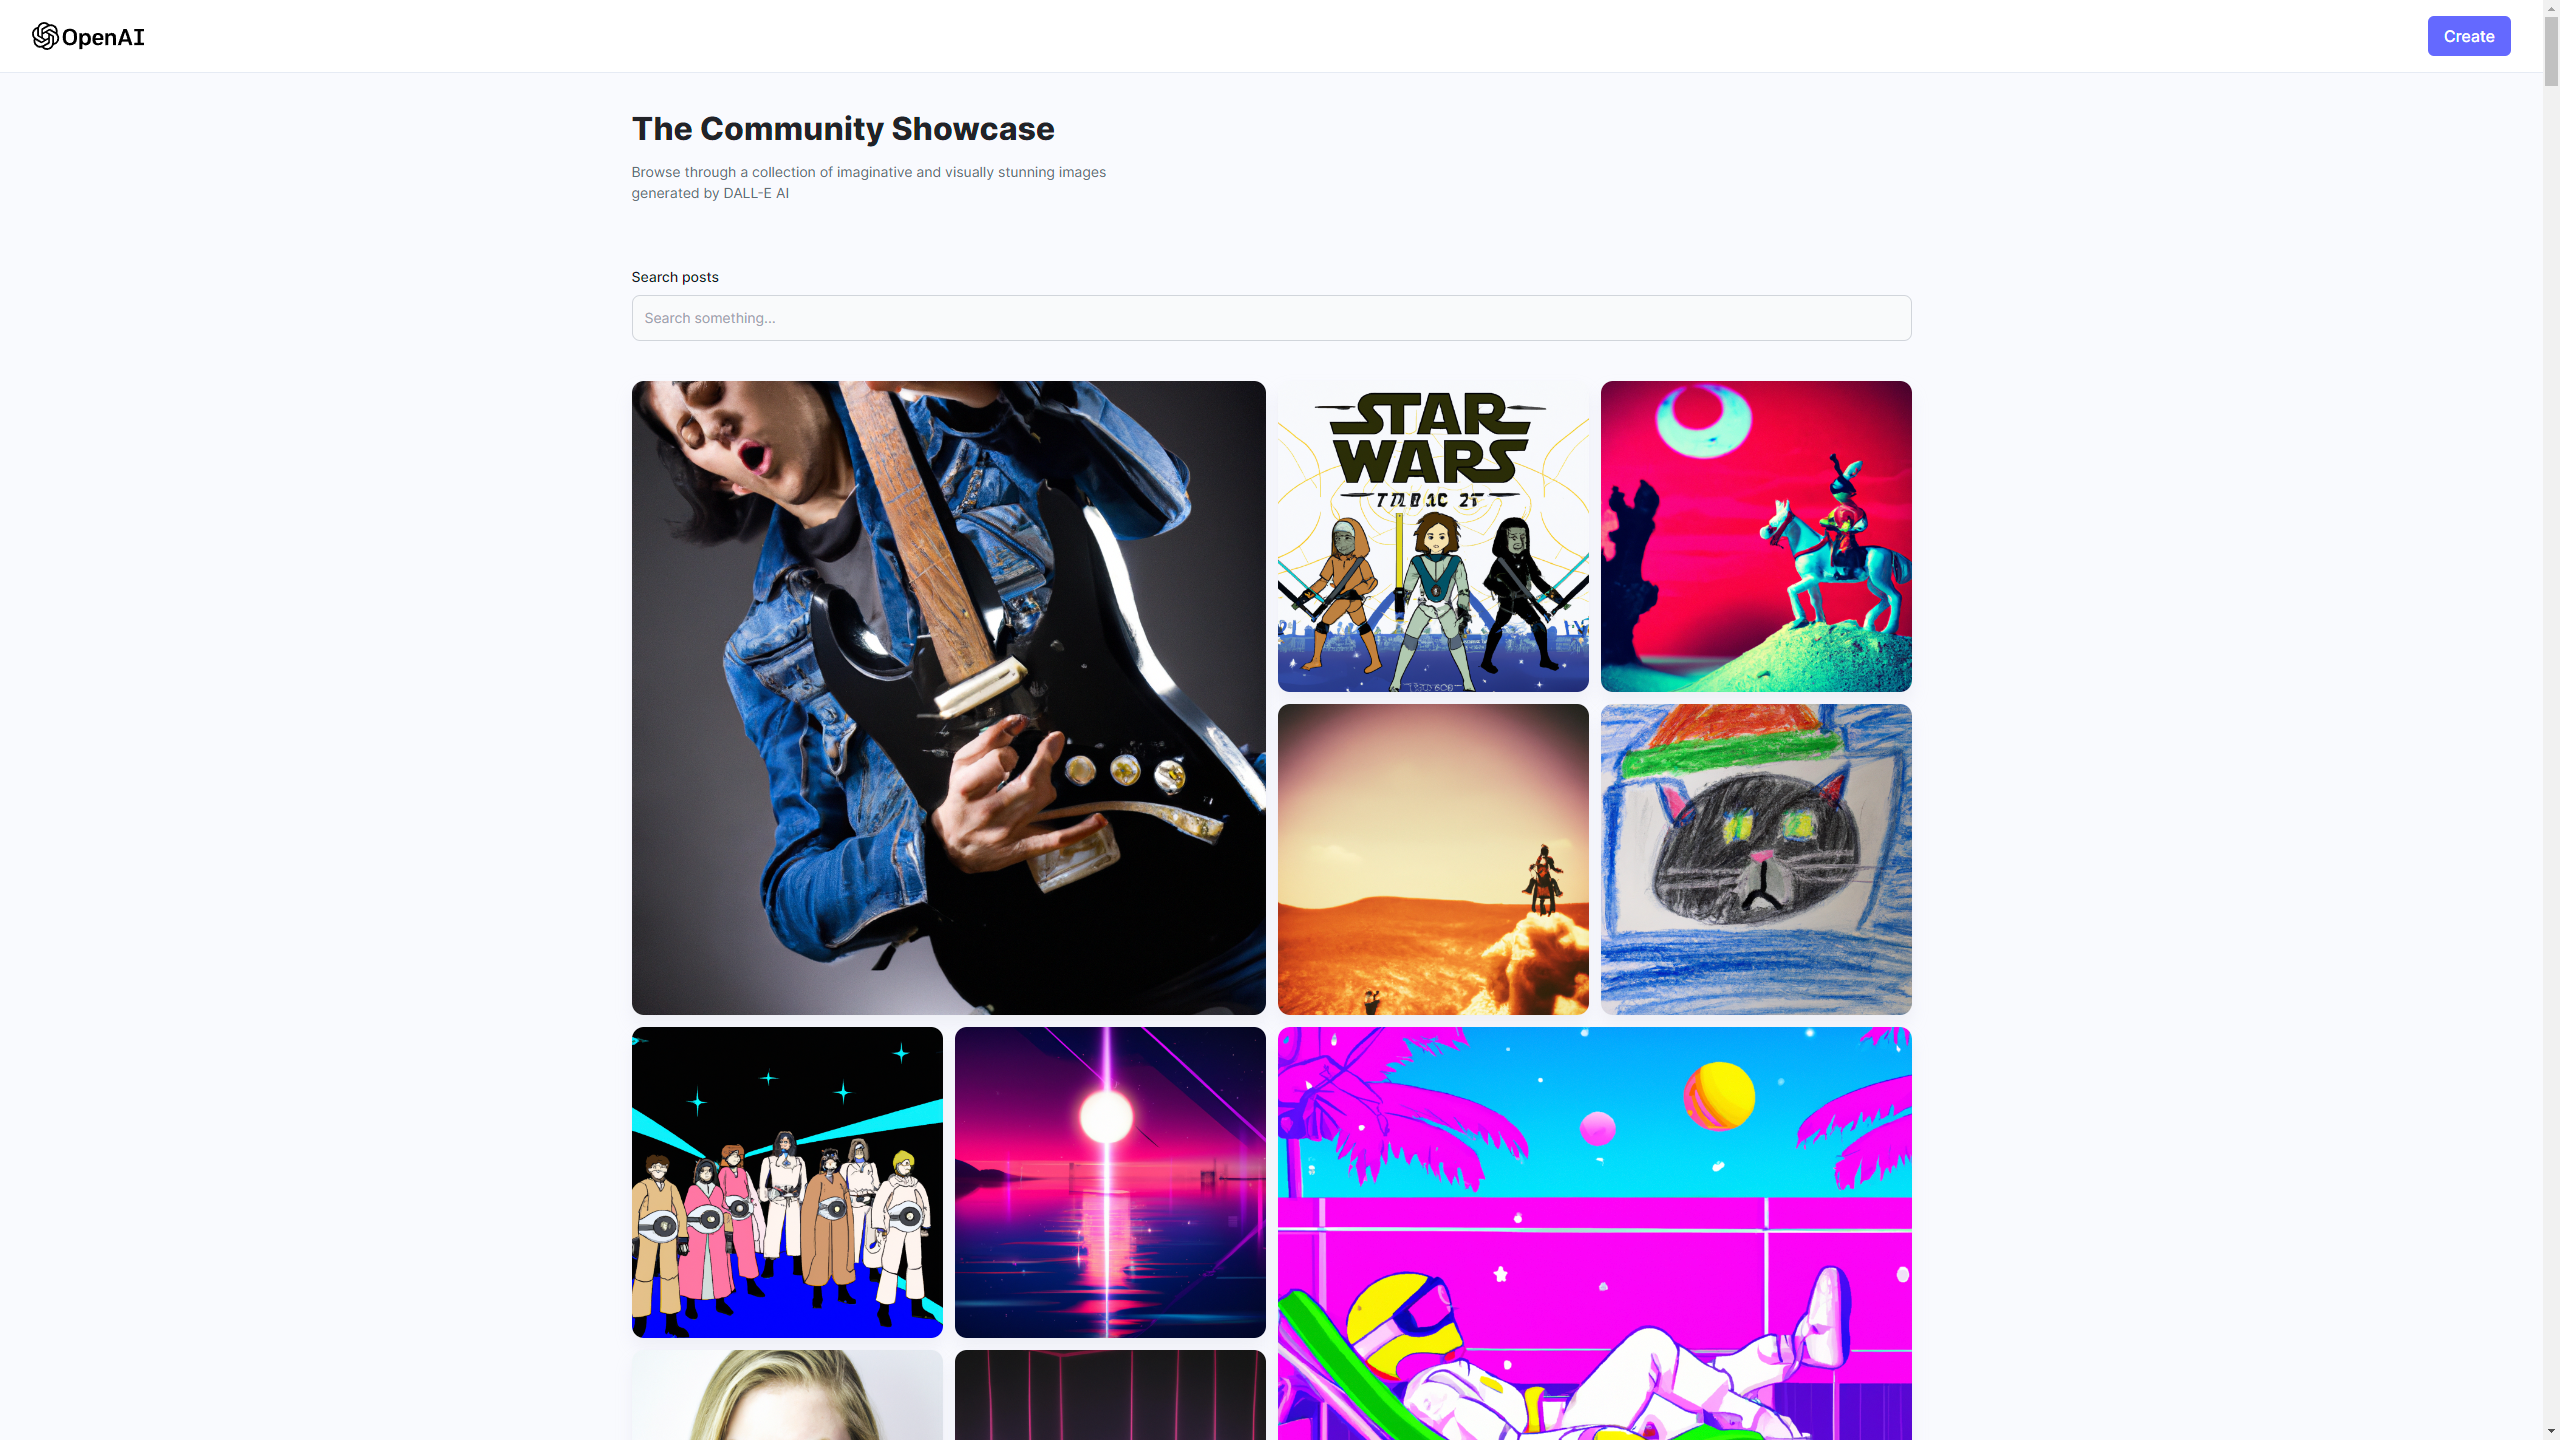 OpenAI
Create
The Community Showcase
Browse through a collection of imaginative and visually stunning images
generated by DALL-E AI
Search posts
Search something...
STAR
WARS